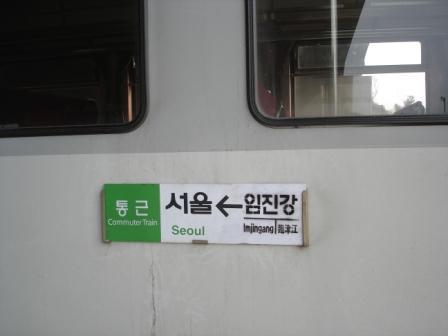 통근
Commuter Train
서울 ← 임진강
Seoul
Imjingang 臨津江